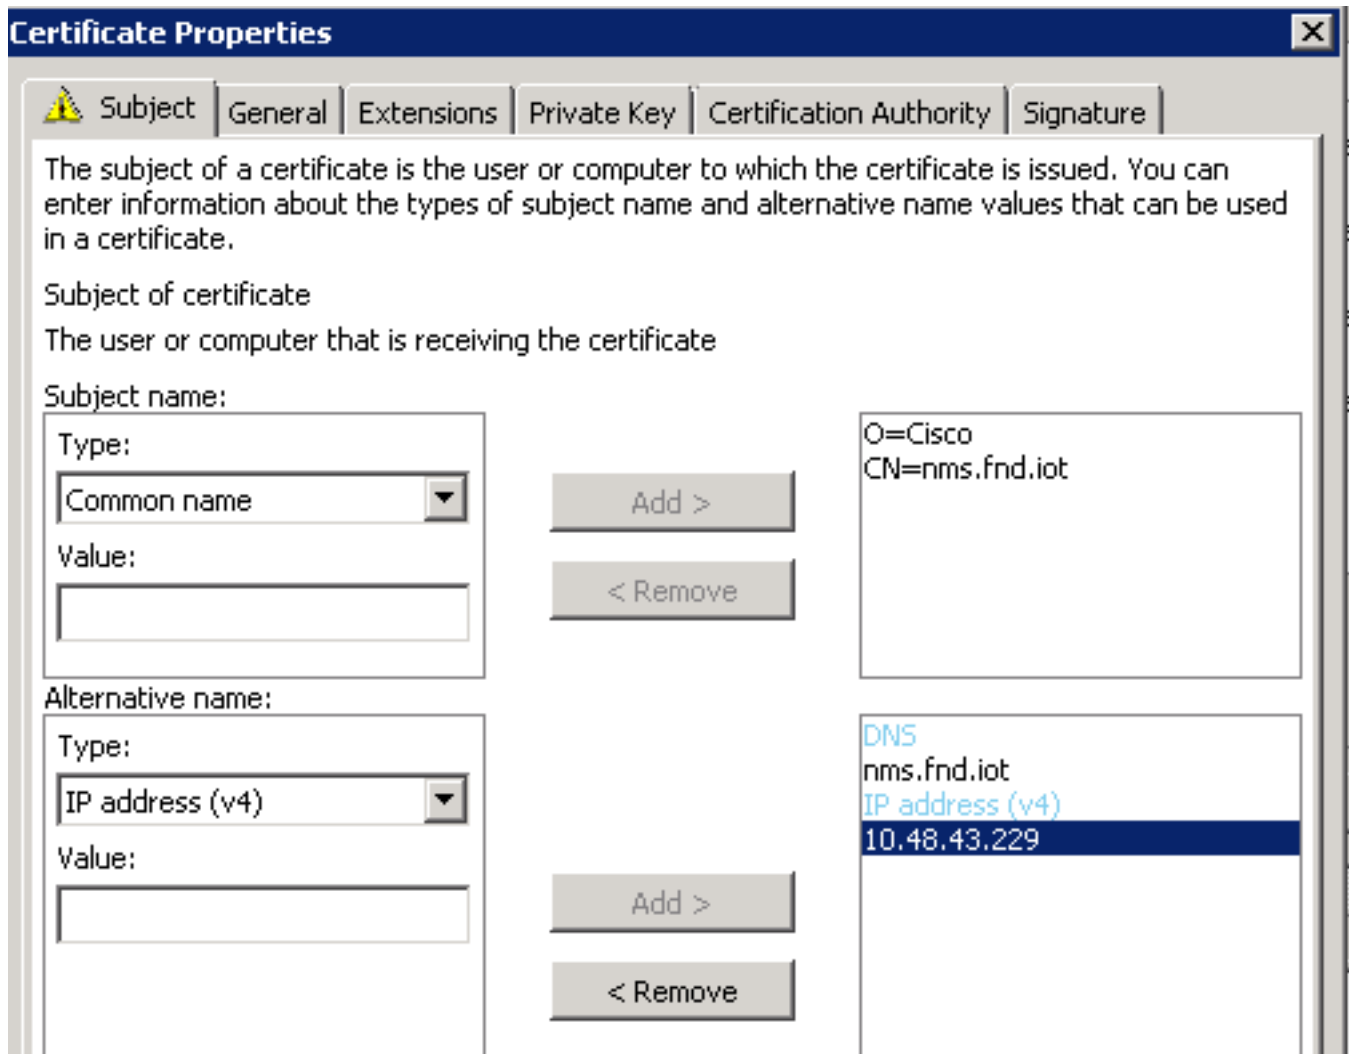 Certificate Properties
Subject
General
Extensions
Private Key
Certification Authority
Signature
The subject of a certificate is the user or computer to which the certificate is issued. You can
enter information about the types of subject name and alternative name values that can be used
in a certificate.
Subject of certificate
The user or computer that is receiving the certificate
Subject name:
Type:
Common name
Value:
Add >
< Remove
O=Cisco
CN=nms.fnd.iot
Alternative name:
Type:
IP address (v4)
Value:
Add >
< Remove
DNS
nms.fnd.iot
IP address (v4)
10.48.43.229